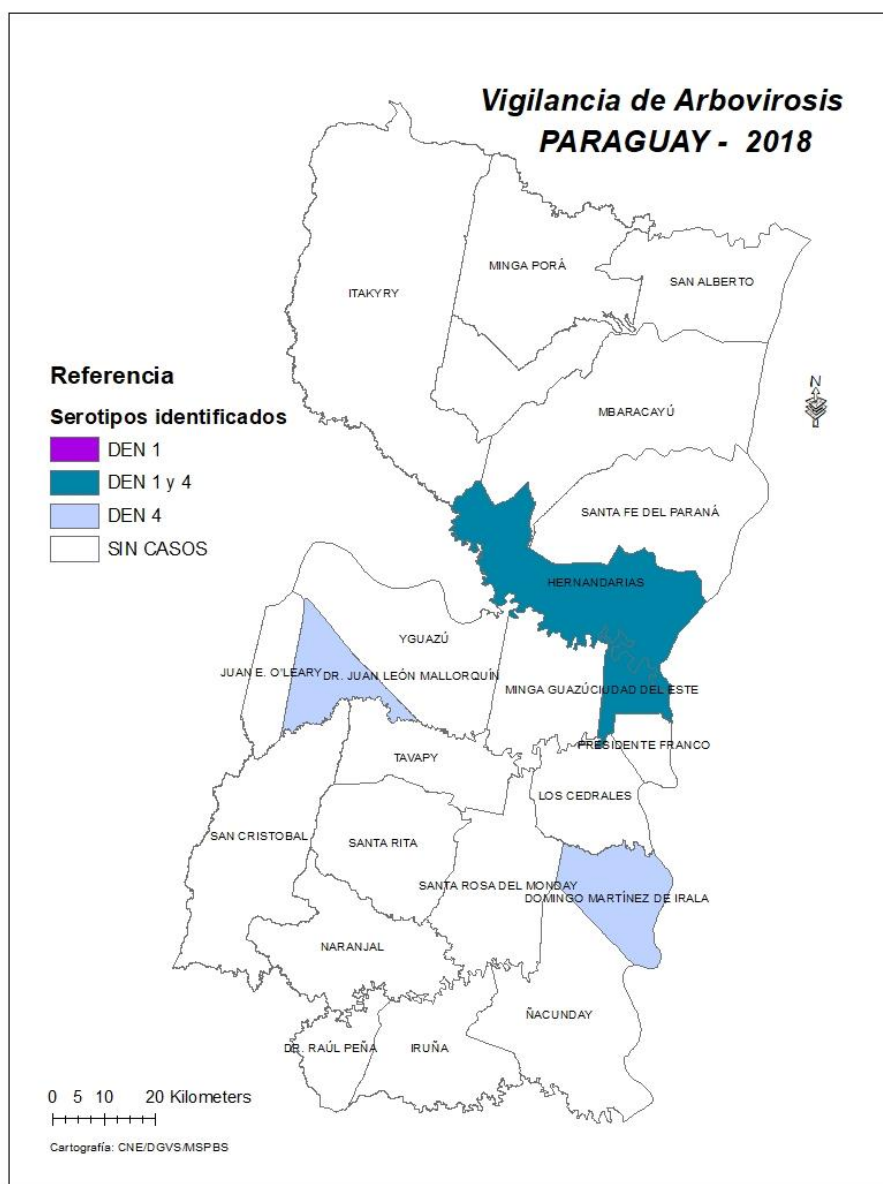 Vigilancia de Arbovirosis
PARAGUAY - 2018
MINGA PORÁ
SAN ALBERTO
ITAKYRY
Referencia
Serotipos identificados
DEN 1
DEN 1 y 4
DEN 4
SIN CASOS
N
MBARACAYÚ
SANTA FE DEL PARANÁ
HERNANDARIAS
YGUAZÚ
JUAN E. O'LEARY
DR. JUAN LEÓN MALLORQUÍN
MINGA GUAZÚ
CIUDAD DEL ESTE
PRESIDENTE FRANCO
TAVAPY
LOS CEDRALES
SAN CRISTOBAL
SANTA RITA
SANTA ROSA DEL MONDAY
DOMINGO MARTÍNEZ DE IRALA
NARANJAL
ÑACUNDAY
DR. RAÚL PEÑA
IRUÑA
0 5 10 20 Kilometers
Cartografía: CNE/DGVS/MSPBS